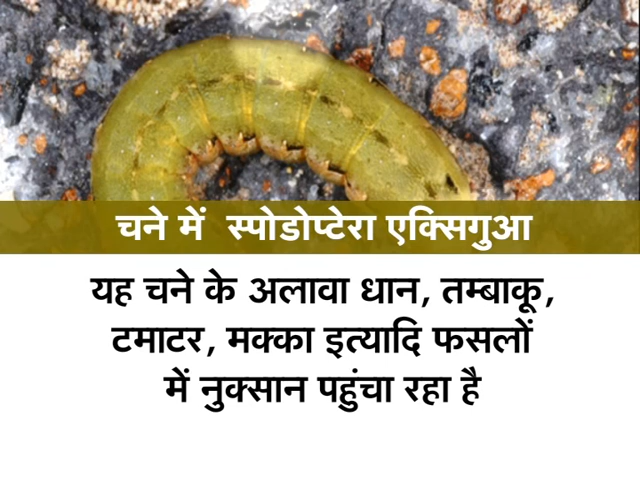 चने में स्पोडोप्टेरा एक्सिगुआ
यह चने के अलावा धान, तम्बाकू,
टमाटर, मक्का इत्यादि फसलों
में नुक्सान पहुंचा रहा है